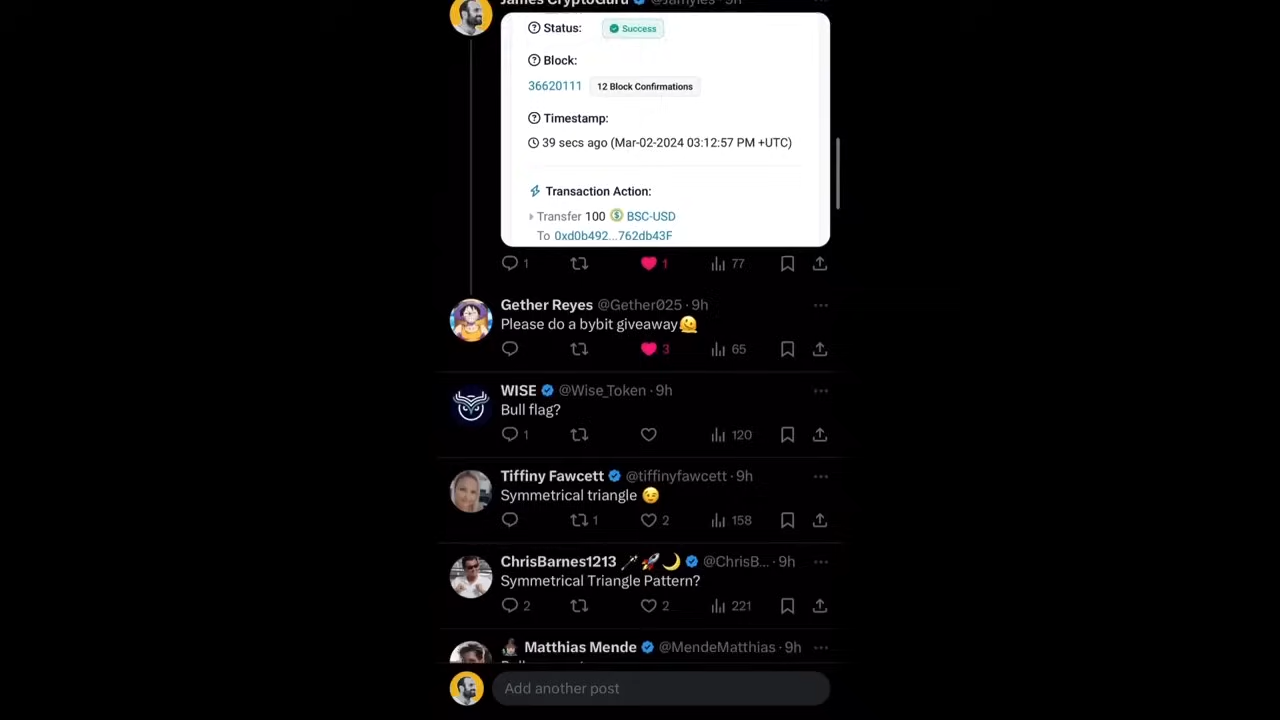 James CryptoGuru @Jamyles · 9h
Status: Success
Block:
36620111 12 Block Confirmations
Timestamp:
39 secs ago (Mar-02-2024 03:12:57 PM +UTC)
Transaction Action:
Transfer 100 BSC-USD
To 0xd0b492...762db43F
1 1 77
Gether Reyes @Gether025 · 9h
Please do a bybit giveaway🫠
3 65
WISE @Wise_Token · 9h
Bull flag?
1 120
Tiffiny Fawcett @tiffinyfawcett · 9h
Symmetrical triangle 😉
1 2 158
ChrisBarnes1213 🪄🚀🌙 @ChrisB... · 9h
Symmetrical Triangle Pattern?
2 2 221
Matthias Mende @MendeMatthias · 9h
Add another post